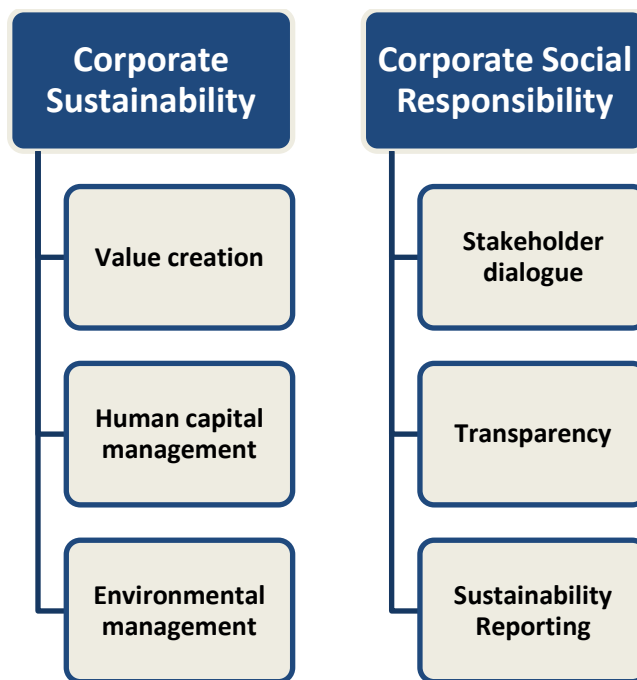 Corporate
Sustainability
Value creation
Human capital
management
Environmental
management
Corporate Social
Responsibility
Stakeholder
dialogue
Transparency
Sustainability
Reporting